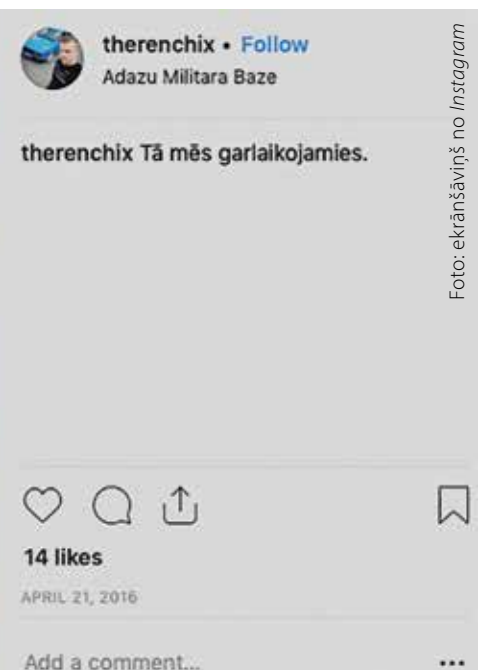 therenchix • Follow
Adazu Militara Baze
therenchix Tā mēs garlaikojamies.
14 likes
APRIL 21, 2016
Add a comment...
Foto: ekrānšāviņš no Instagram